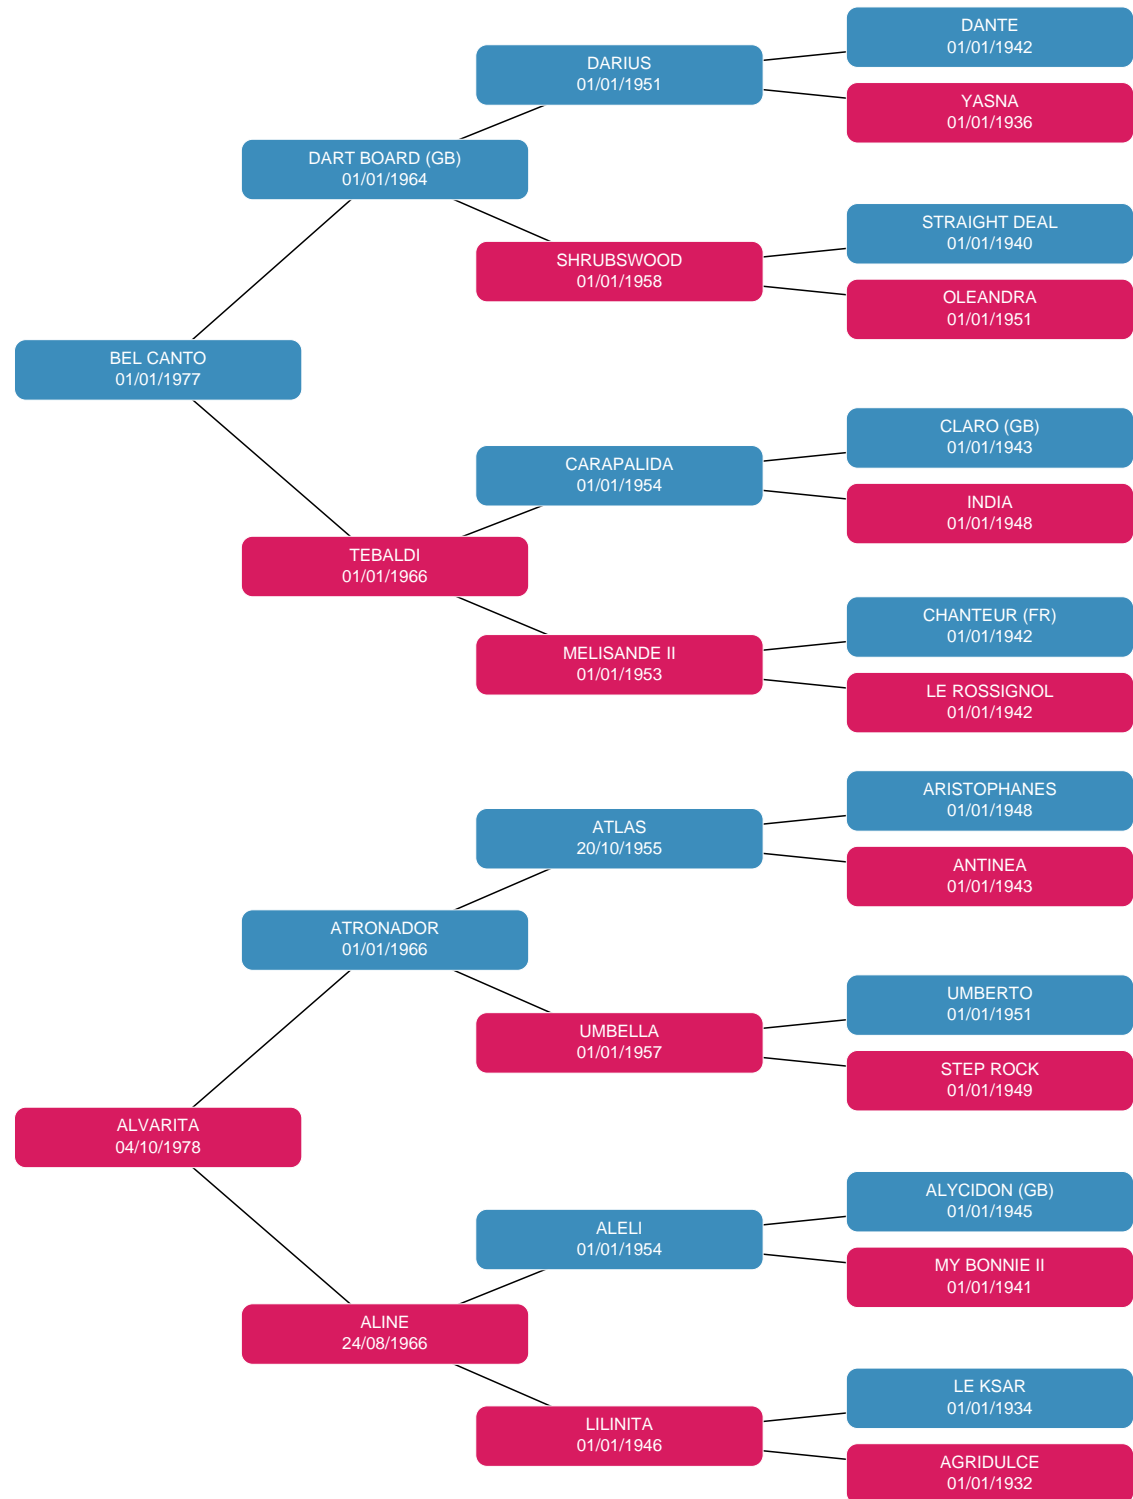 DANTE
01/01/1942
DARIUS
01/01/1951
YASNA
01/01/1936
DART BOARD (GB)
01/01/1964
STRAIGHT DEAL
01/01/1940
SHRUBSWOOD
01/01/1958
OLEANDRA
01/01/1951
BEL CANTO
01/01/1977
CLARO (GB)
01/01/1943
CARAPALIDA
01/01/1954
INDIA
01/01/1948
TEBALDI
01/01/1966
CHANTEUR (FR)
01/01/1942
MELISANDE II
01/01/1953
LE ROSSIGNOL
01/01/1942
ARISTOPHANES
01/01/1948
ATLAS
20/10/1955
ANTINEA
01/01/1943
ATRONADOR
01/01/1966
UMBERTO
01/01/1951
UMBELLA
01/01/1957
STEP ROCK
01/01/1949
ALVARITA
04/10/1978
ALYCIDON (GB)
01/01/1945
ALELI
01/01/1954
MY BONNIE II
01/01/1941
ALINE
24/08/1966
LE KSAR
01/01/1934
LILINITA
01/01/1946
AGRIDULCE
01/01/1932